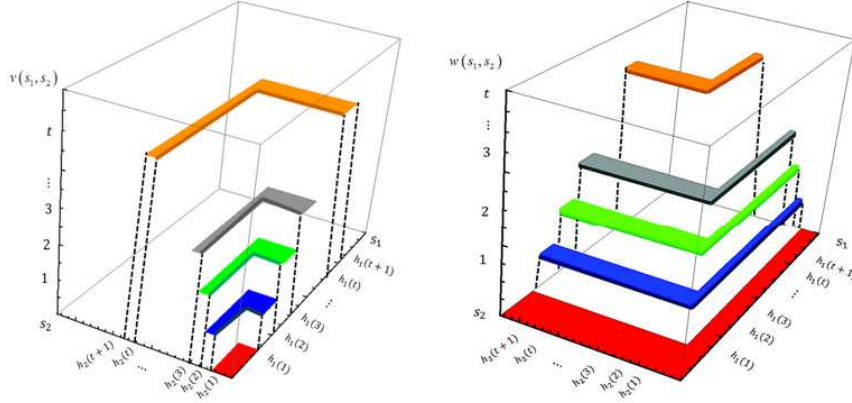 v(s₁,s₂)
t
⋮
3
2
1
s₂
h₂(t+1)
h₂(t)
...
h₂(3)
h₂(2)
h₂(1)
h₁(1)
h₁(2)
h₁(3)
...
h₁(t)
h₁(t+1)
s₁
w(s₁,s₂)
t
⋮
3
2
1
s₂
h₂(t+1)
h₂(t)
...
h₂(3)
h₂(2)
h₂(1)
h₁(1)
h₁(2)
h₁(3)
...
h₁(t)
h₁(t+1)
s₁